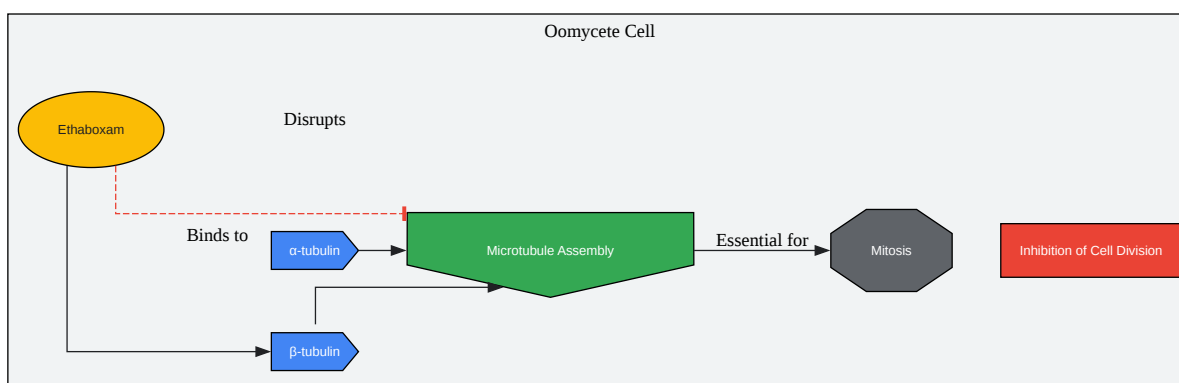 Oomycete Cell
Ethaboxam
Disrupts
Binds to
α-tubulin
Microtubule Assembly
Essential for
Mitosis
Inhibition of Cell Division
β-tubulin